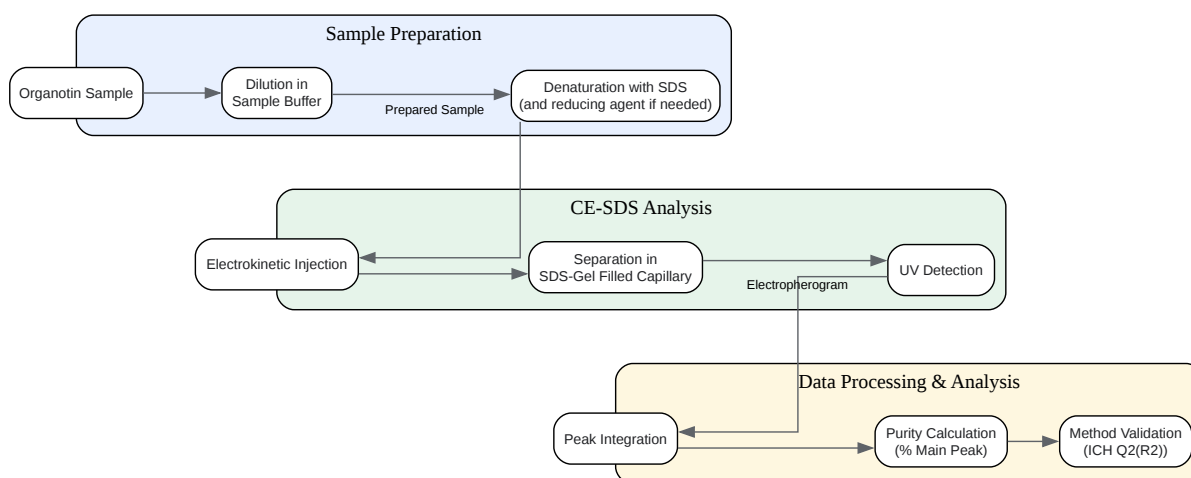 Sample Preparation
Organotin Sample
Dilution in
Sample Buffer
Prepared Sample
Denaturation with SDS
(and reducing agent if needed)
CE-SDS Analysis
Electrokinetic Injection
Separation in
SDS-Gel Filled Capillary
UV Detection
Electropherogram
Data Processing & Analysis
Peak Integration
Purity Calculation
(% Main Peak)
Method Validation
(ICH Q2(R2))